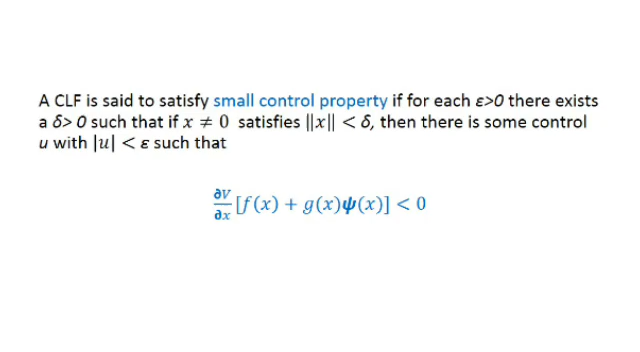 A CLF is said to satisfy small control property if for each ε>0 there exists
a δ> 0 such that if x ≠ 0 satisfies ||x|| < δ, then there is some control
u with |u| < ε such that
∂V/∂x [f(x) + g(x)ψ(x)] < 0